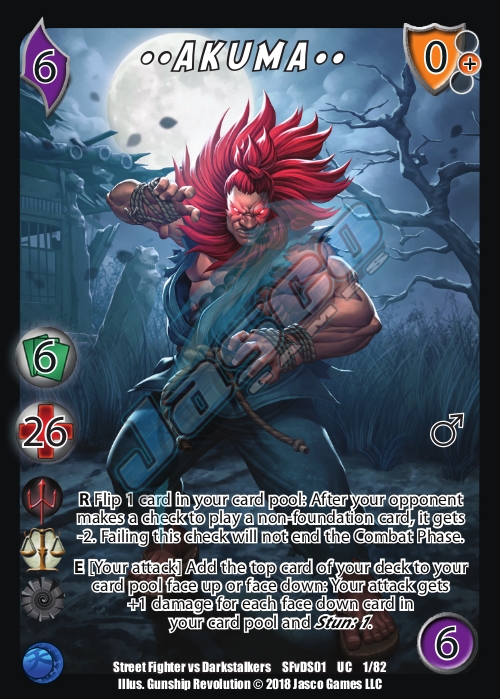 6
••AKUMA••
0
+
6
26
R Flip 1 card in your card pool: After your opponent
makes a check to play a non-foundation card, it gets
-2. Failing this check will not end the Combat Phase.
E [Your attack] Add the top card of your deck to your
card pool face up or face down: Your attack gets
+1 damage for each face down card in
your card pool and Stun: 1.
6
Street Fighter vs Darkstalkers SFvDS01 UC 1/82
Illus. Gunship Revolution © 2018 Jasco Games LLC
JASCO
GAMES